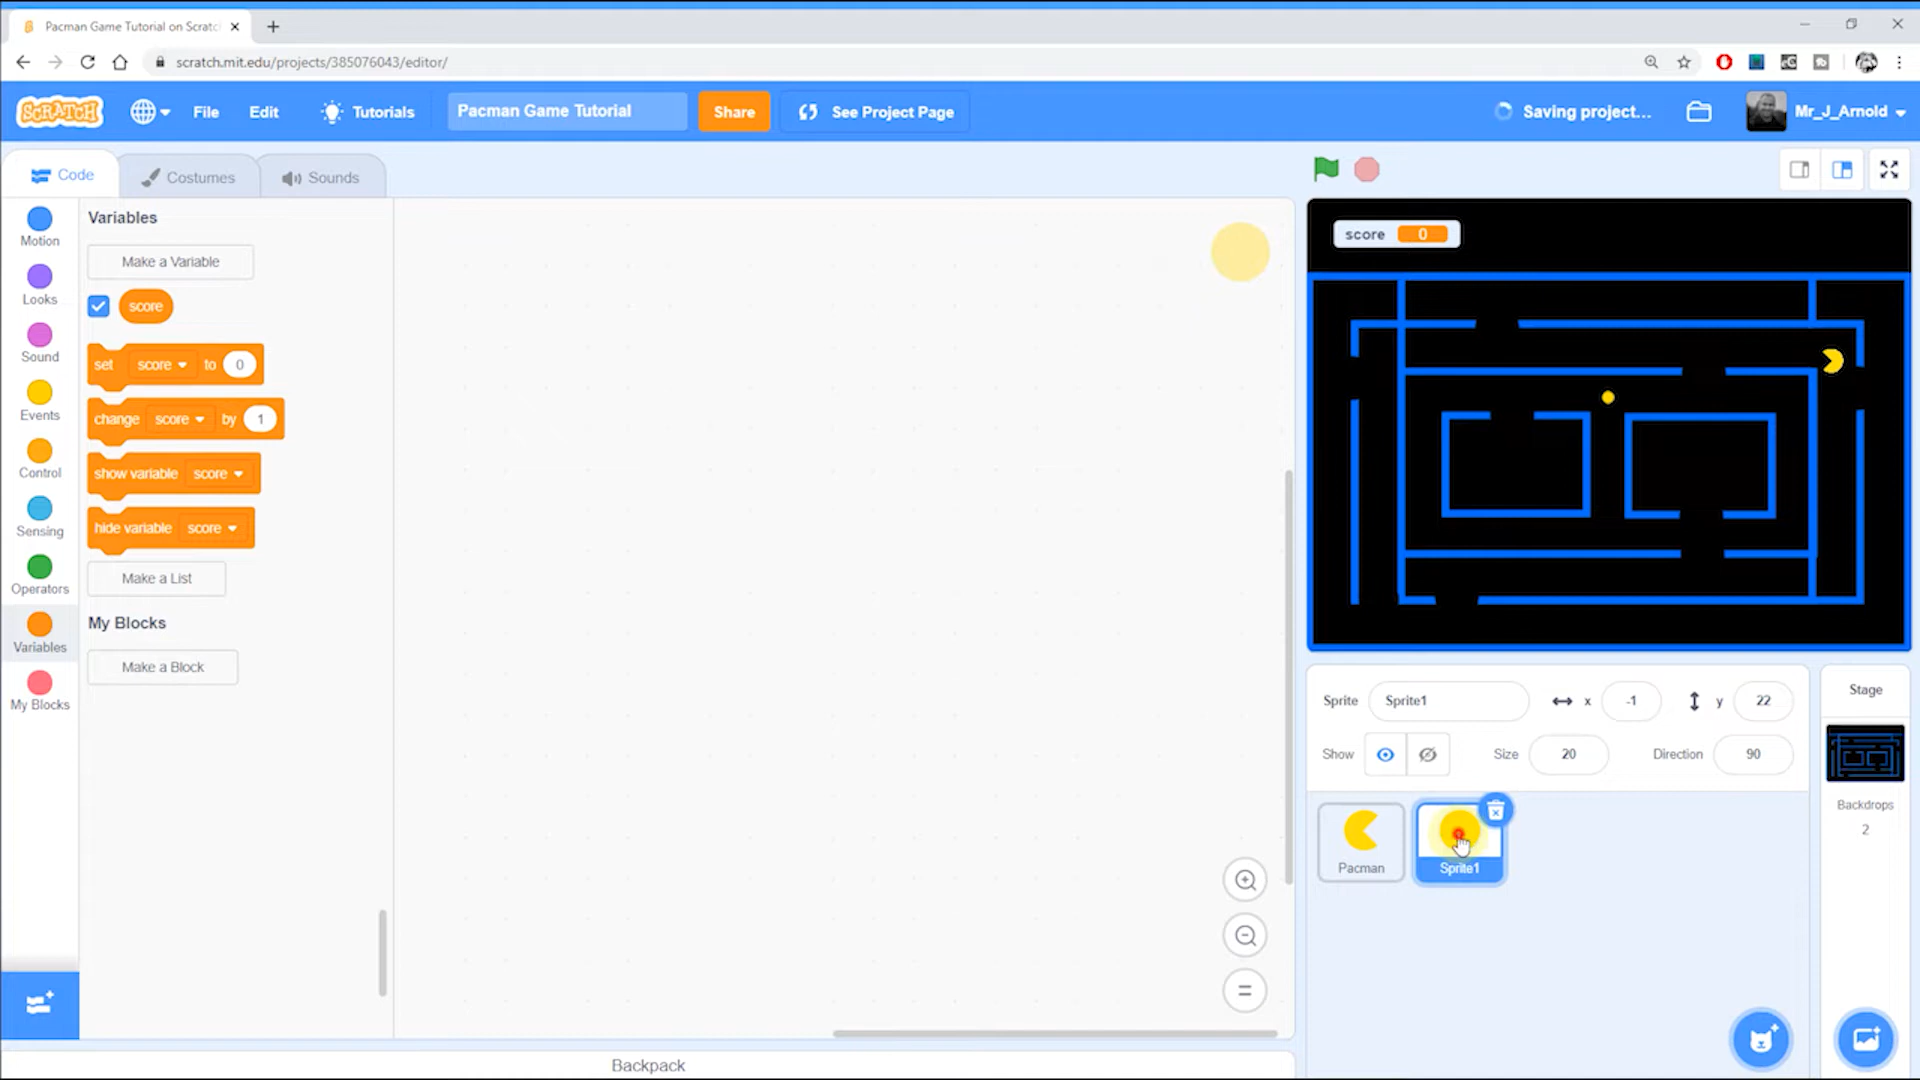 Pacman Game Tutorial on Scratc
scratch.mit.edu/projects/385076043/editor/
SCRATCH
File
Edit
Tutorials
Pacman Game Tutorial
Share
See Project Page
Saving project...
Mr_J_Arnold
Code
Costumes
Sounds
Motion
Looks
Sound
Events
Control
Sensing
Operators
Variables
My Blocks
Variables
Make a Variable
score
set score to 0
change score by 1
show variable score
hide variable score
Make a List
My Blocks
Make a Block
score 0
Sprite Sprite1 x -1 y 22
Show Size 20 Direction 90
Pacman
Sprite1
Stage
Backdrops
2
Backpack